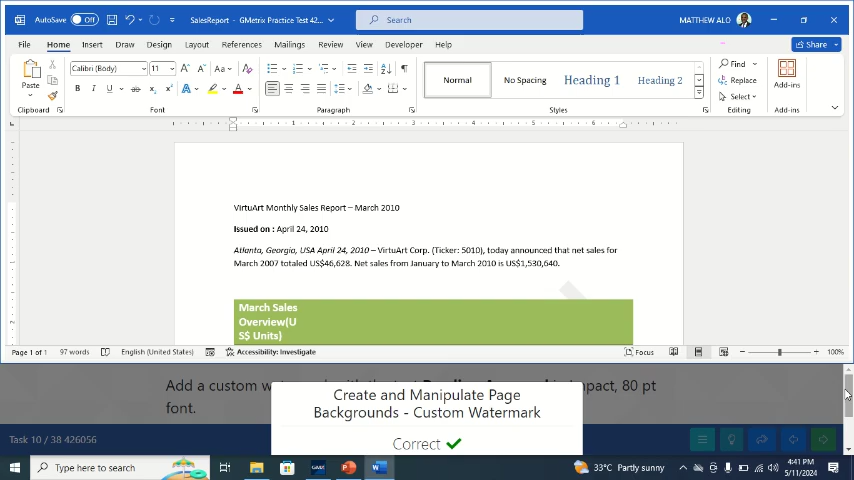 AutoSave Off SalesReport - GMetrix Practice Test 42... Search MATTHEW ALO
File Home Insert Draw Design Layout References Mailings Review View Developer Help Share
Paste Calibri (Body) 11 Aa Normal No Spacing Heading 1 Heading 2 Find Replace Select Add-ins
Clipboard Font Paragraph Styles Editing Add-ins
1 2 3 4 5 6
VirtuArt Monthly Sales Report – March 2010
Issued on : April 24, 2010
Atlanta, Georgia, USA April 24, 2010 – VirtuArt Corp. (Ticker: 5010), today announced that net sales for
March 2007 totaled US$46,628. Net sales from January to March 2010 is US$1,530,640.
March Sales
Overview(U
S$ Units)
Page 1 of 1 97 words English (United States) Accessibility: Investigate Focus 100%
Add a custom
Impact, 80 pt
font.
Create and Manipulate Page
Backgrounds - Custom Watermark
Correct
Task 10 / 38 426056
Type here to search 33°C Partly sunny 4:41 PM
5/11/2024